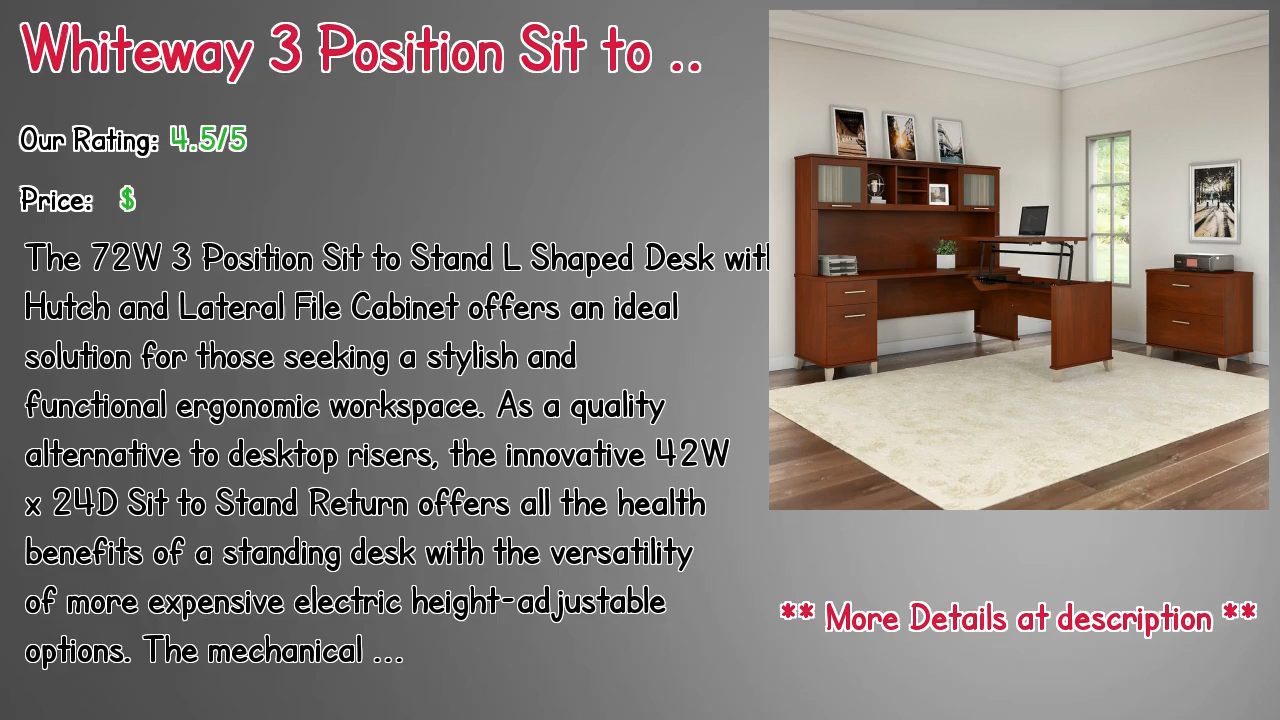 Whiteway 3 Position Sit to ..
Our Rating: 4.5/5
Price: $
The 72W 3 Position Sit to Stand L Shaped Desk with
Hutch and Lateral File Cabinet offers an ideal
solution for those seeking a stylish and
functional ergonomic workspace. As a quality
alternative to desktop risers, the innovative 42W
x 24D Sit to Stand Return offers all the health
benefits of a standing desk with the versatility
of more expensive electric height-adjustable
options. The mechanical ...
** More Details at description **